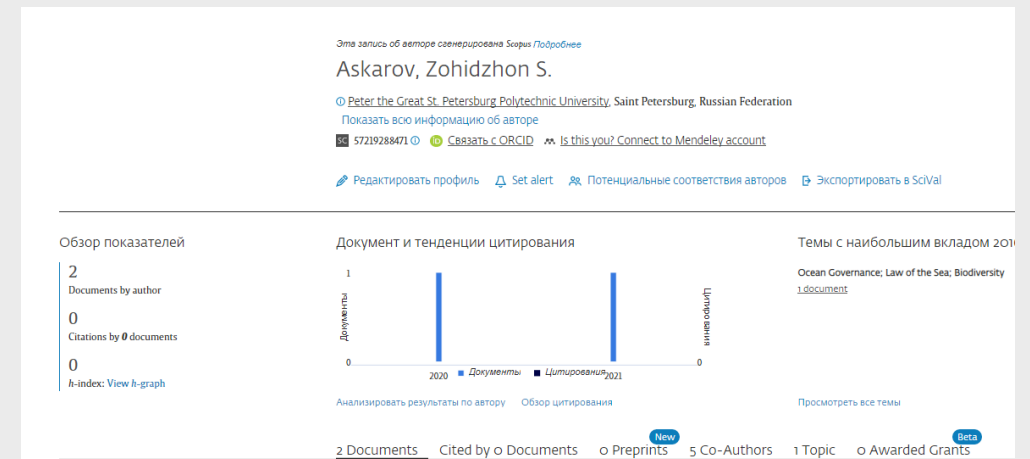 Эта запись об авторе сгенерирована Scopus Подробнее
Askarov, Zohidzhon S.
Peter the Great St. Petersburg Polytechnic University, Saint Petersburg, Russian Federation
Показать всю информацию об авторе
SC 57219288471 iD Связать с ORCID Is this you? Connect to Mendeley account
Редактировать профиль Set alert Потенциальные соответствия авторов Экспортировать в SciVal
Обзор показателей
2
Documents by author
0
Citations by 0 documents
0
h-index: View h-graph
Документ и тенденции цитирования
1
Документы
Цитирования
0
0
2020 Документы Цитирования 2021
Анализировать результаты по автору Обзор цитирования
Темы с наибольшим вкладом 201
Ocean Governance; Law of the Sea; Biodiversity
1 document
Просмотреть все темы
New Beta
2 Documents Cited by 0 Documents 0 Preprints 5 Co-Authors 1 Topic 0 Awarded Grants